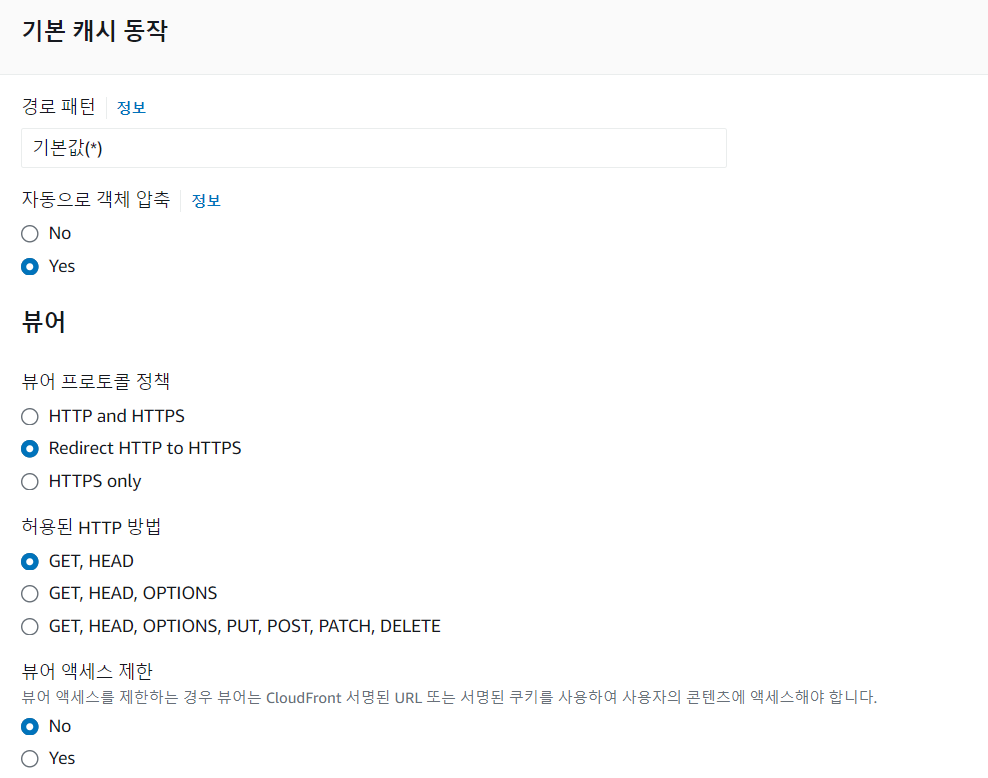 기본 캐시 동작
경로 패턴 정보
기본값(*)
자동으로 객체 압축 정보
No
Yes
뷰어
뷰어 프로토콜 정책
HTTP and HTTPS
Redirect HTTP to HTTPS
HTTPS only
허용된 HTTP 방법
GET, HEAD
GET, HEAD, OPTIONS
GET, HEAD, OPTIONS, PUT, POST, PATCH, DELETE
뷰어 액세스 제한
뷰어 액세스를 제한하는 경우 뷰어는 CloudFront 서명된 URL 또는 서명된 쿠키를 사용하여 사용자의 콘텐츠에 액세스해야 합니다.
No
Yes